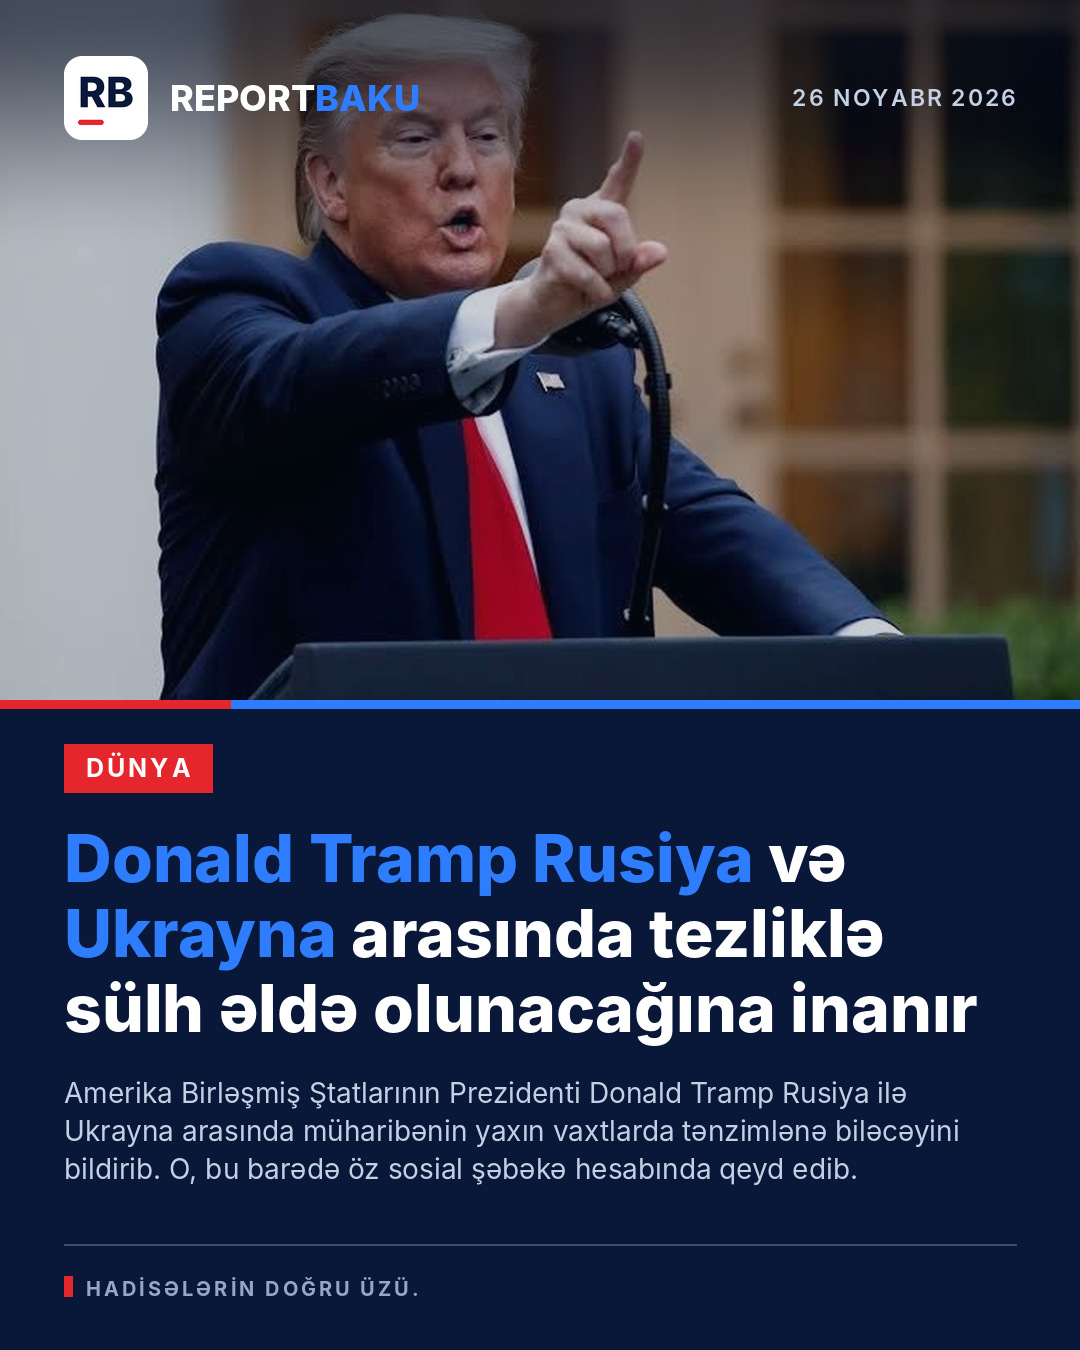 RB
REPORTBAKU
26 NOYABR 2026
DÜNYA
Donald Tramp Rusiya və
Ukrayna arasında tezliklə
sülh əldə olunacağına inanır
Amerika Birləşmiş Ştatlarının Prezidenti Donald Tramp Rusiya ilə
Ukrayna arasında müharibənin yaxın vaxtlarda tənzimlənə biləcəyini
bildirib. O, bu barədə öz sosial şəbəkə hesabında qeyd edib.
HADİSƏLƏRİN DOĞRU ÜZÜ.